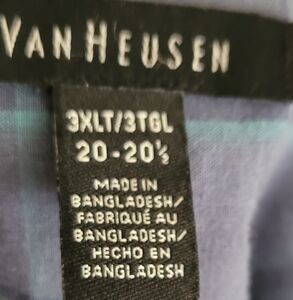 VAN HEUSEN
3XLT/3TGL
20-20½
MADE IN
BANGLADESH/
FABRIQUÉ AU
BANGLADESH/
HECHO EN
BANGLADESH